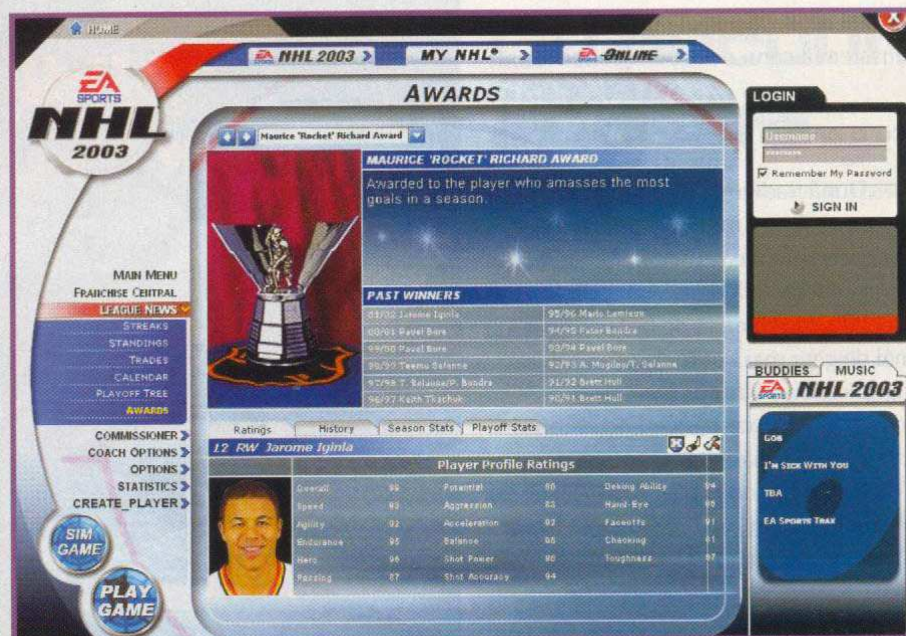 HOME
EA SPORTS NHL 2003
MY NHL®
EA SPORTS ONLINE
EA SPORTS
NHL
2003
AWARDS
Maurice 'Rocket' Richard Award
MAURICE 'ROCKET' RICHARD AWARD
Awarded to the player who amasses the most
goals in a season.
PAST WINNERS
01/02 Jarome Iginla
95/96 Mario Lemieux
00/01 Pavel Bure
94/95 Peter Bondra
99/00 Pavel Bure
93/94 Pavel Bure
98/99 Teemu Selanne
92/93 A. Mogilny/T. Selanne
97/98 T. Selanne/P. Bondra
91/92 Brett Hull
96/97 Keith Tkachuk
90/91 Brett Hull
MAIN MENU
FRANCHISE CENTRAL
LEAGUE NEWS
STREAKS
STANDINGS
TRADES
CALENDAR
PLAYOFF TREE
AWARDS
COMMISSIONER
COACH OPTIONS
OPTIONS
STATISTICS
CREATE_PLAYER
SIM
GAME
PLAY
GAME
Ratings
History
Season Stats
Playoff Stats
12 RW Jarome Iginla
Player Profile Ratings
Overall
Potential
Deking Ability
Speed
Aggression
Hand-Eye
Agility
Acceleration
Faceoffs
Endurance
Balance
Checking
Hero
Shot Power
Toughness
Passing 87
Shot Accuracy 94
LOGIN
Username
Remember My Password
SIGN IN
BUDDIES
MUSIC
EA SPORTS NHL 2003
GOB
I'M SICK WITH YOU
TBA
EA SPORTS TRAX